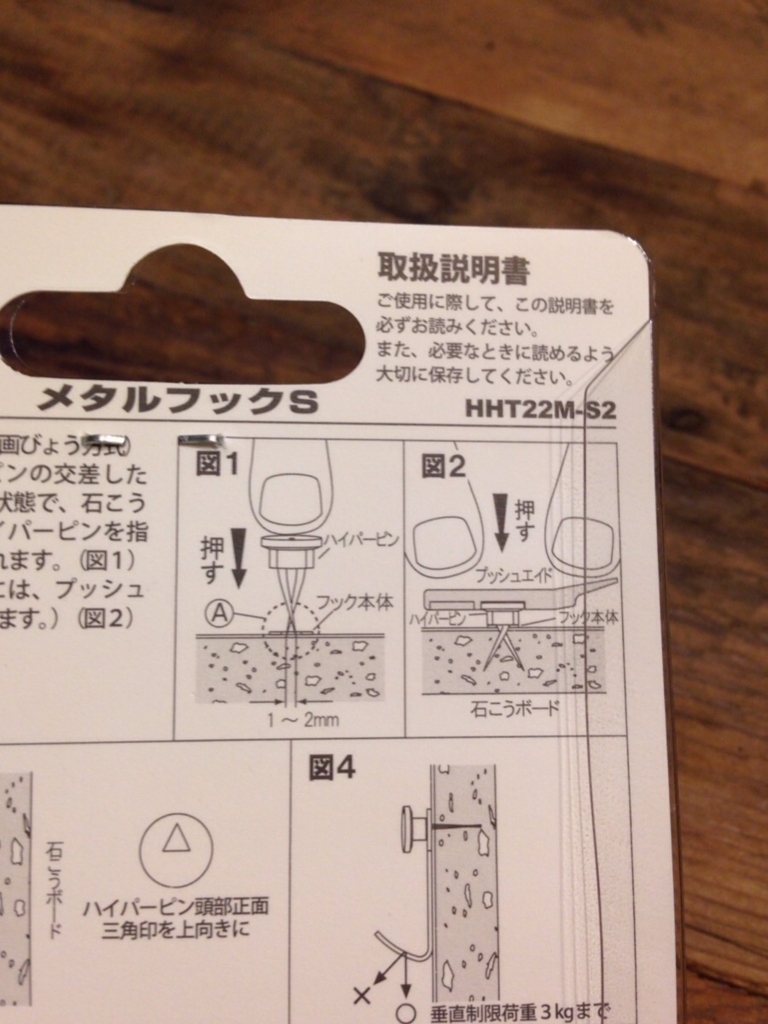 取扱説明書
ご使用に際して、この説明書を
必ずお読みください。
また、必要なときに読めるよう
大切に保存してください。
メタルフックS
HHT22M-S2
画びょう方式)
ピンの交差した
状態で、石こう
イパーピンを指
れます。(図1)
には、プッシュ
ます。)(図2)
図1
押す
ハイパーピン
フック本体
A
1～2mm
図2
押す
プッシュエイド
ハイパーピン
フック本体
石こうボード
石こうボード
ハイパーピン頭部正面
三角印を上向きに
図4
×
○
垂直制限荷重3kgまで